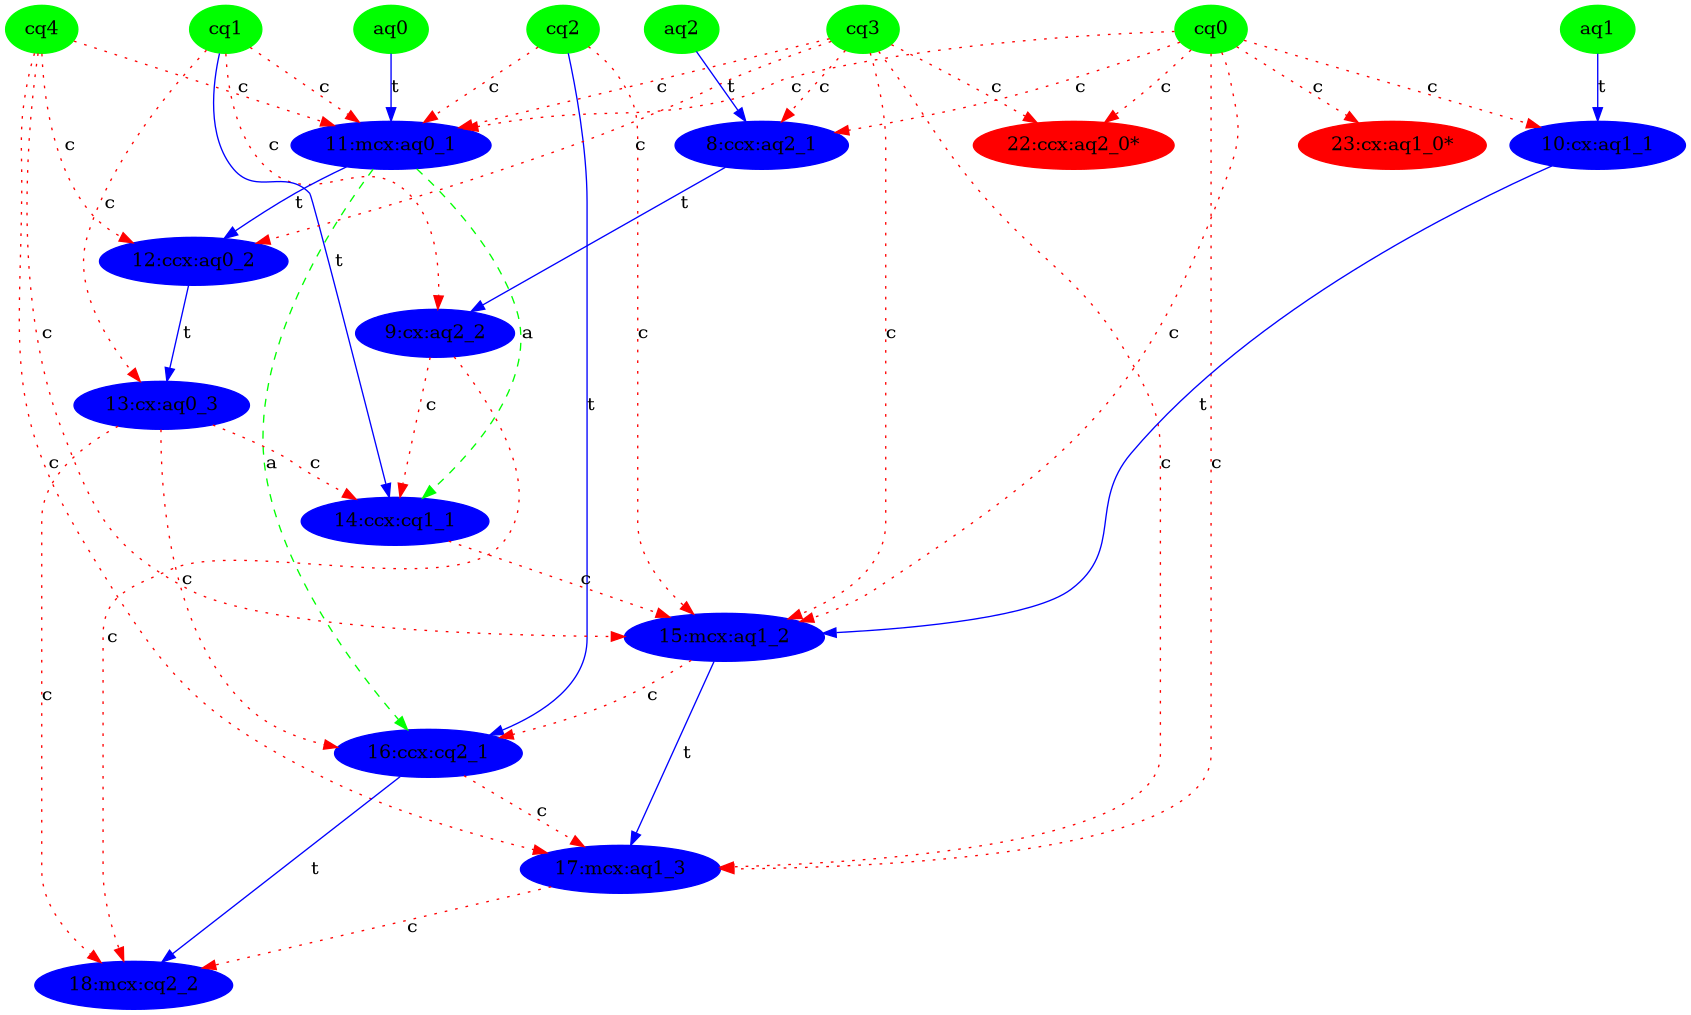 cq4 cq1 aq0 cq2 aq2 cq3 cq0 aq1
t t c c t
c c c c c c c c c c
11:mcx:aq0_1 8:ccx:aq2_1 22:ccx:aq2_0* 23:cx:aq1_0* 10:cx:aq1_1
c c c
c t t
12:ccx:aq0_2 t
t c a c c c
9:cx:aq2_2
c
13:cx:aq0_3 c t t
c c a c c
14:ccx:cq1_1
c c
c
15:mcx:aq1_2
c c
t
16:ccx:cq2_1
c
t
17:mcx:aq1_3
c
18:mcx:cq2_2